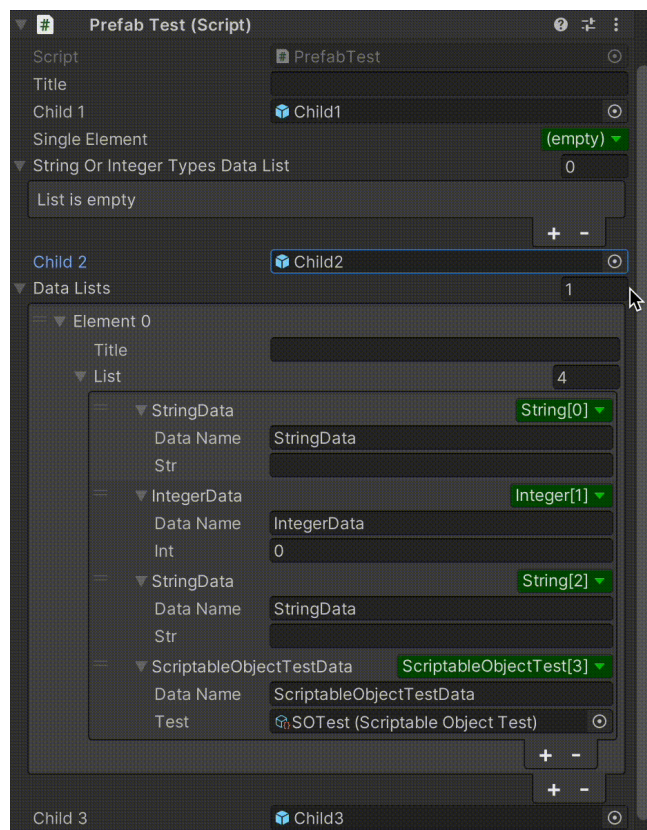 # Prefab Test (Script)
Script # PrefabTest
Title
Child 1 Child1
Single Element (empty)
String Or Integer Types Data List 0
List is empty
+ -
Child 2 Child2
Data Lists 1
= Element 0
Title
List 4
= StringData String[0]
Data Name StringData
Str
= IntegerData Integer[1]
Data Name IntegerData
Int 0
= StringData String[2]
Data Name StringData
Str
= ScriptableObjectTestData ScriptableObjectTest[3]
Data Name ScriptableObjectTestData
Test SOTest (Scriptable Object Test)
+ -
+ -
Child 3 Child3